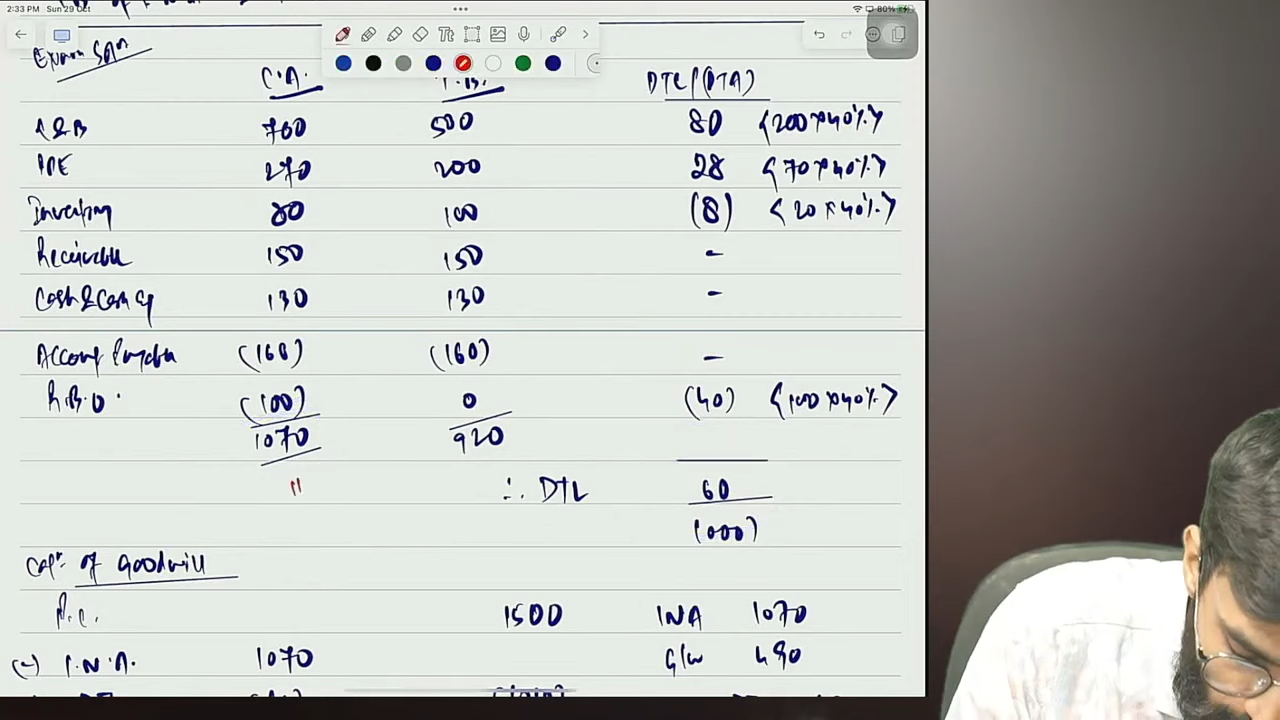 2:33 PM Sun 29 Oct 80%
Exam Sol
C.A. T.B. DTL/(DTA)
L&B 700 500 80 <200×40%>
PPE 270 200 28 <70×40%>
Inventory 80 100 (8) <20×40%>
Receivable 150 150 -
Cash & Cash Eq 130 130 -
Account Payable (160) (160) -
R.B.O. (100) 0 (40) <100×40%>
1070 920
∴ DTL 60
(000)
of goodwill
P.C. 1500 INA 1070
(-) I.N.A. 1070 G/W 490